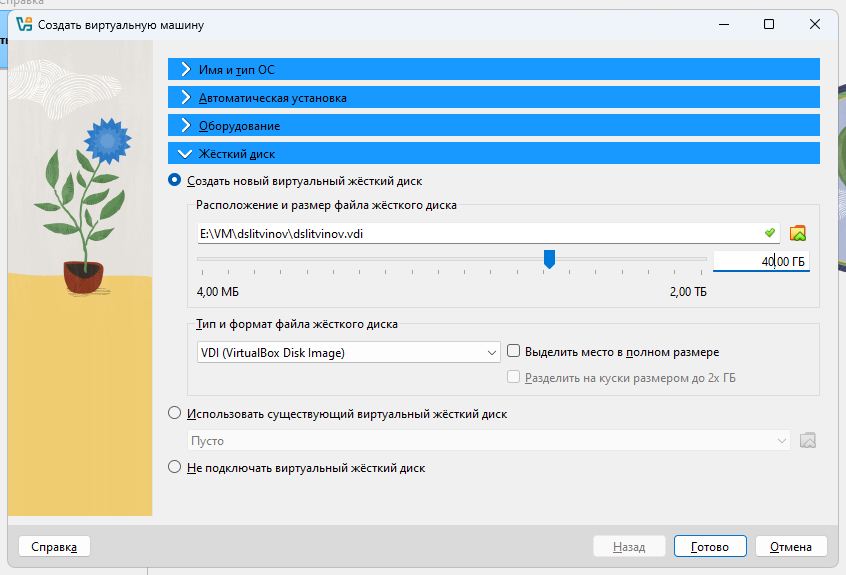 Справка
Создать виртуальную машину
Имя и тип ОС
Автоматическая установка
Оборудование
Жёсткий диск
Создать новый виртуальный жёсткий диск
Расположение и размер файла жёсткого диска
E:\VM\dslitvinov\dslitvinov.vdi
40,00 ГБ
4,00 МБ 2,00 ТБ
Тип и формат файла жёсткого диска
VDI (VirtualBox Disk Image) Выделить место в полном размере
Разделить на куски размером до 2х ГБ
Использовать существующий виртуальный жёсткий диск
Пусто
Не подключать виртуальный жёсткий диск
Справка Назад Готово Отмена